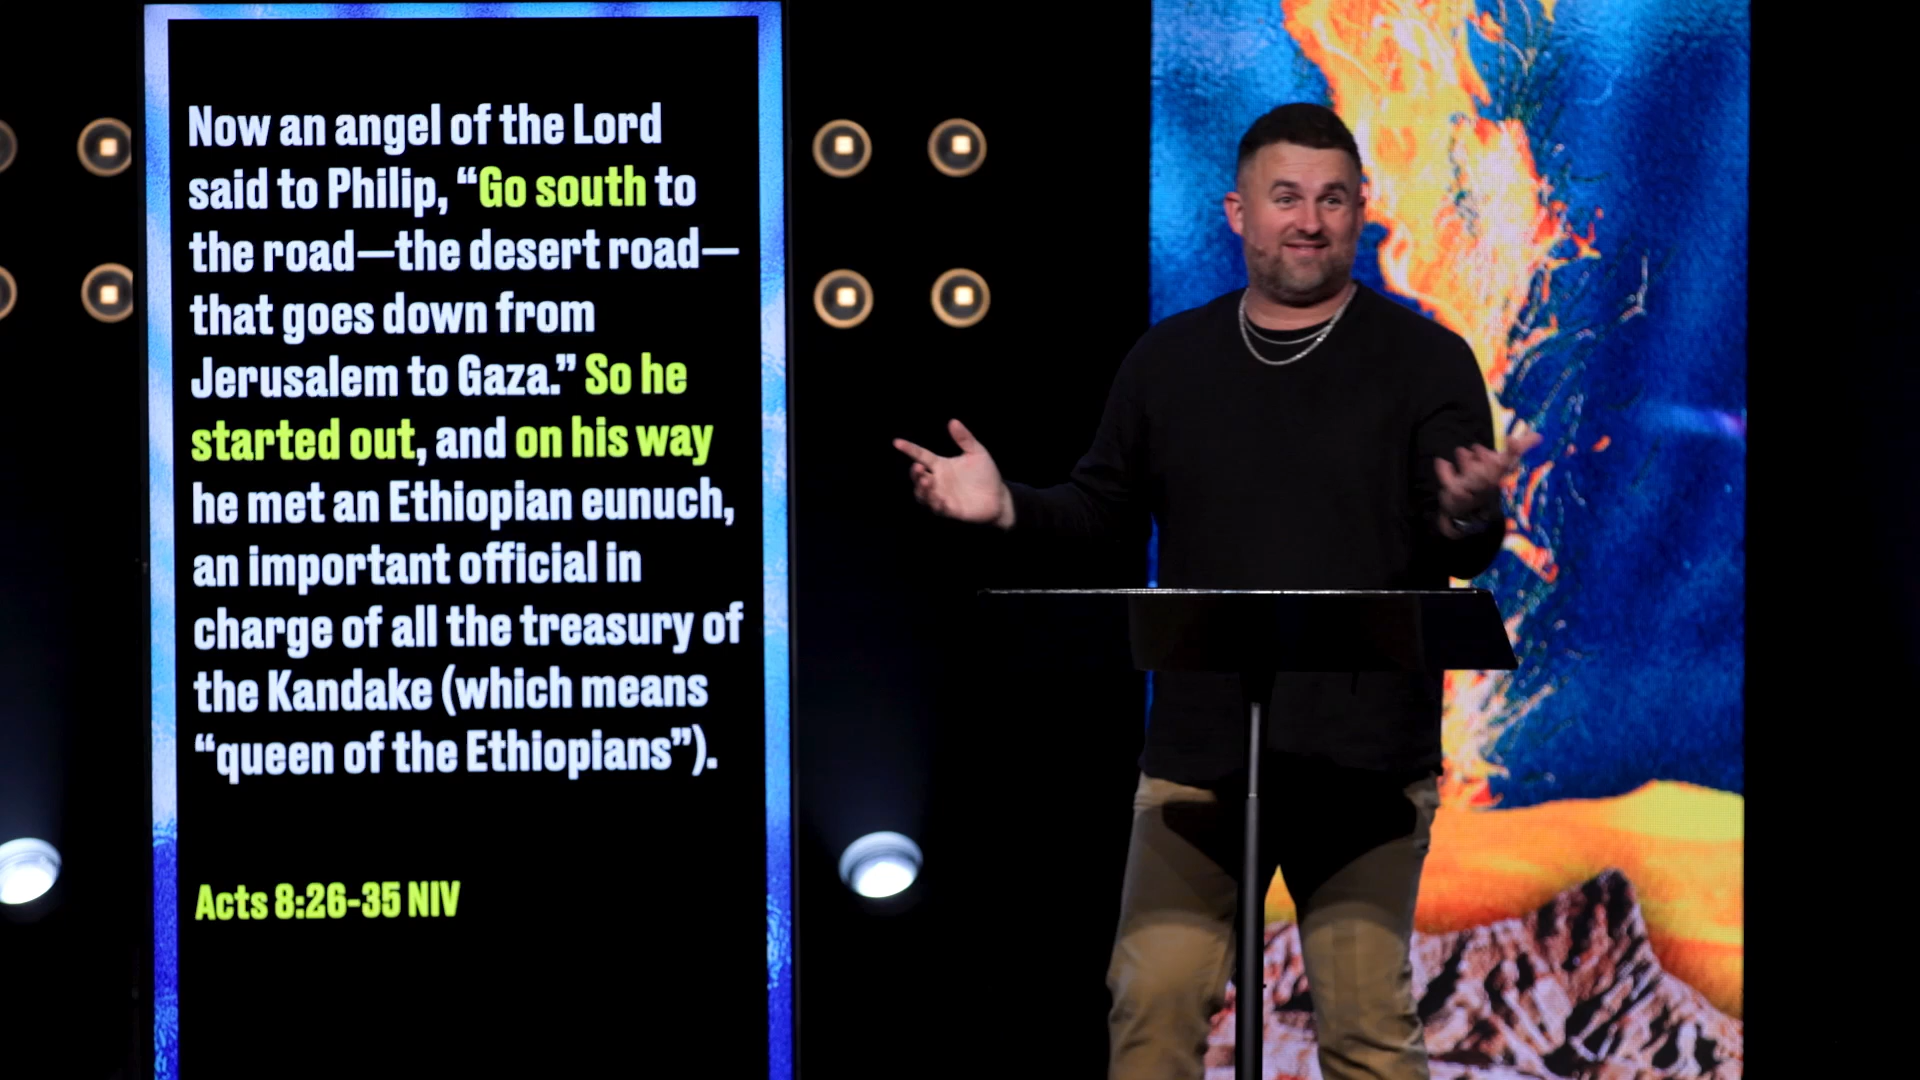 Now an angel of the Lord
said to Philip, “Go south to
the road—the desert road—
that goes down from
Jerusalem to Gaza.” So he
started out, and on his way
he met an Ethiopian eunuch,
an important official in
charge of all the treasury of
the Kandake (which means
“queen of the Ethiopians”).
Acts 8:26-35 NIV